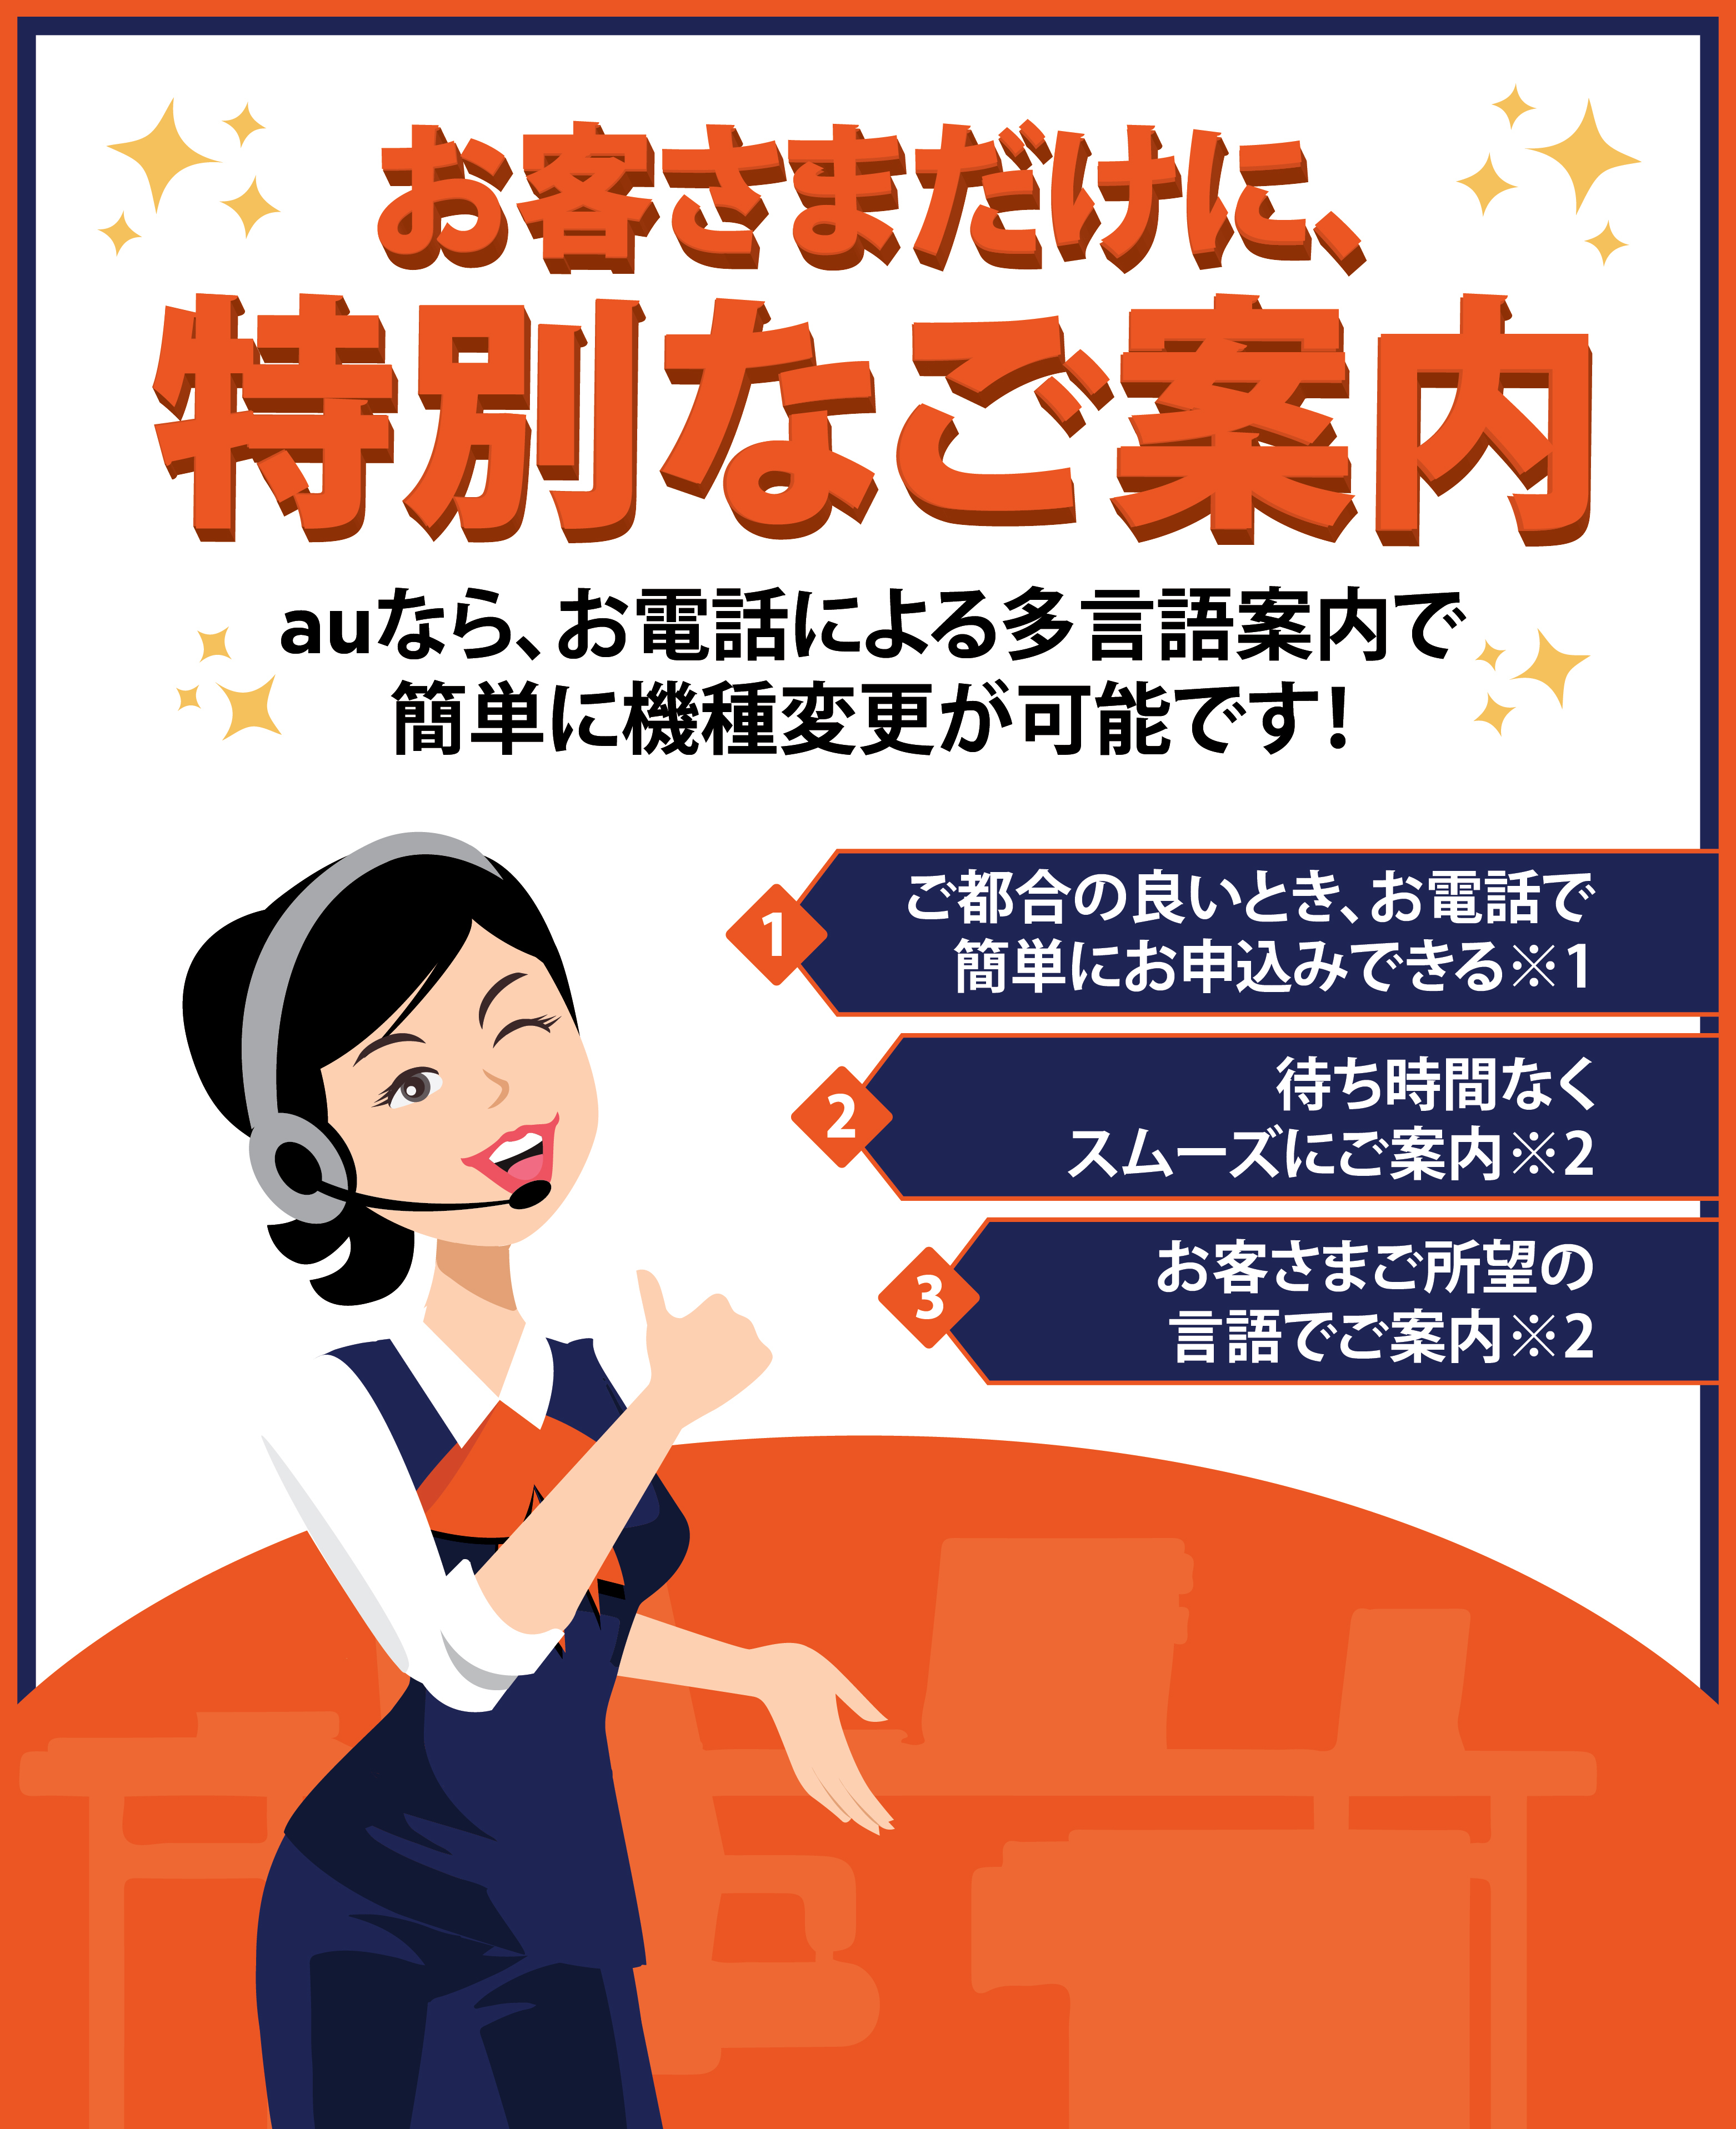 お客さまだけに、
特別なご案内
auなら、お電話による多言語案内で
簡単に機種変更が可能です!
1
ご都合の良いとき、お電話で
簡単にお申込みできる※1
2
待ち時間なく
スムーズにご案内※2
3
お客さまご所望の
言語でご案内※2